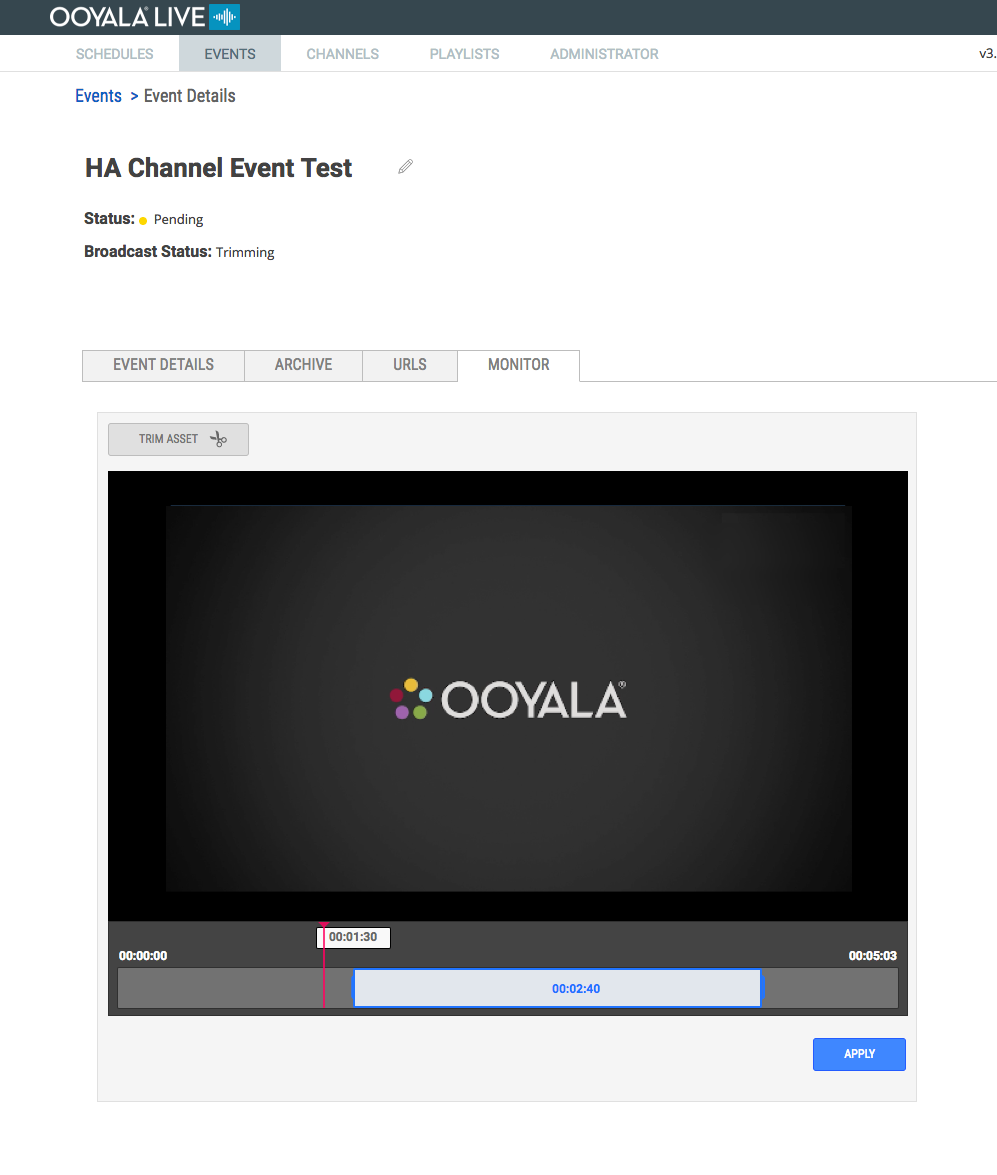 OOYALA® LIVE
SCHEDULES EVENTS CHANNELS PLAYLISTS ADMINISTRATOR v3.
Events > Event Details
HA Channel Event Test
Status: Pending
Broadcast Status: Trimming
EVENT DETAILS ARCHIVE URLS MONITOR
TRIM ASSET
OOYALA®
00:01:30
00:00:00 00:05:03
00:02:40
APPLY